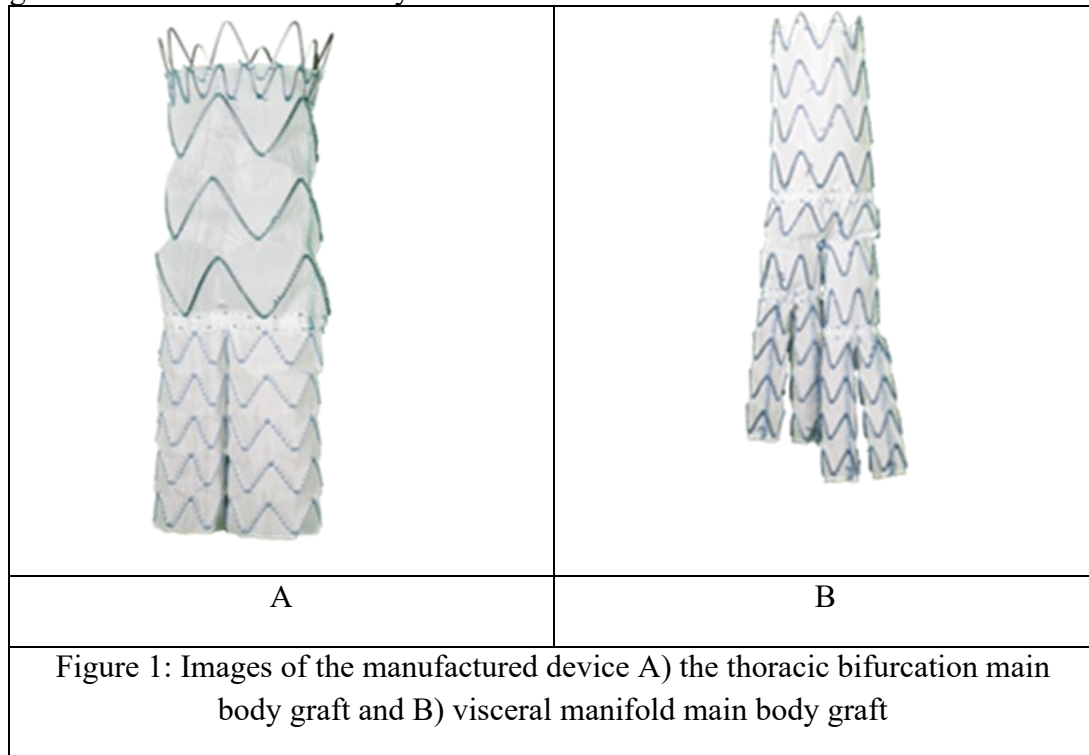 A
B
Figure 1: Images of the manufactured device A) the thoracic bifurcation main
body graft and B) visceral manifold main body graft